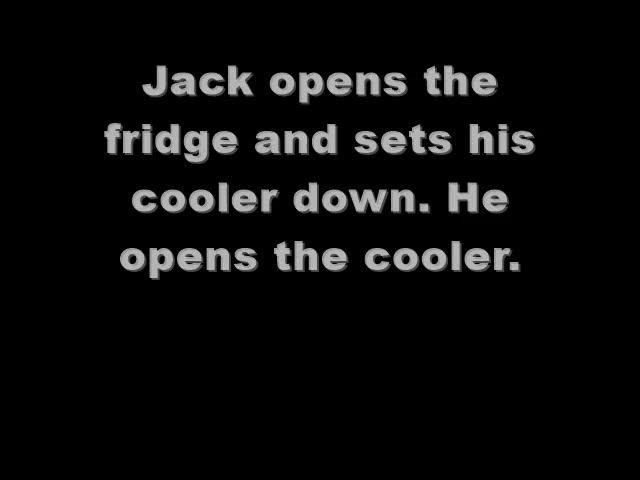 Jack opens the
fridge and sets his
cooler down. He
opens the cooler.